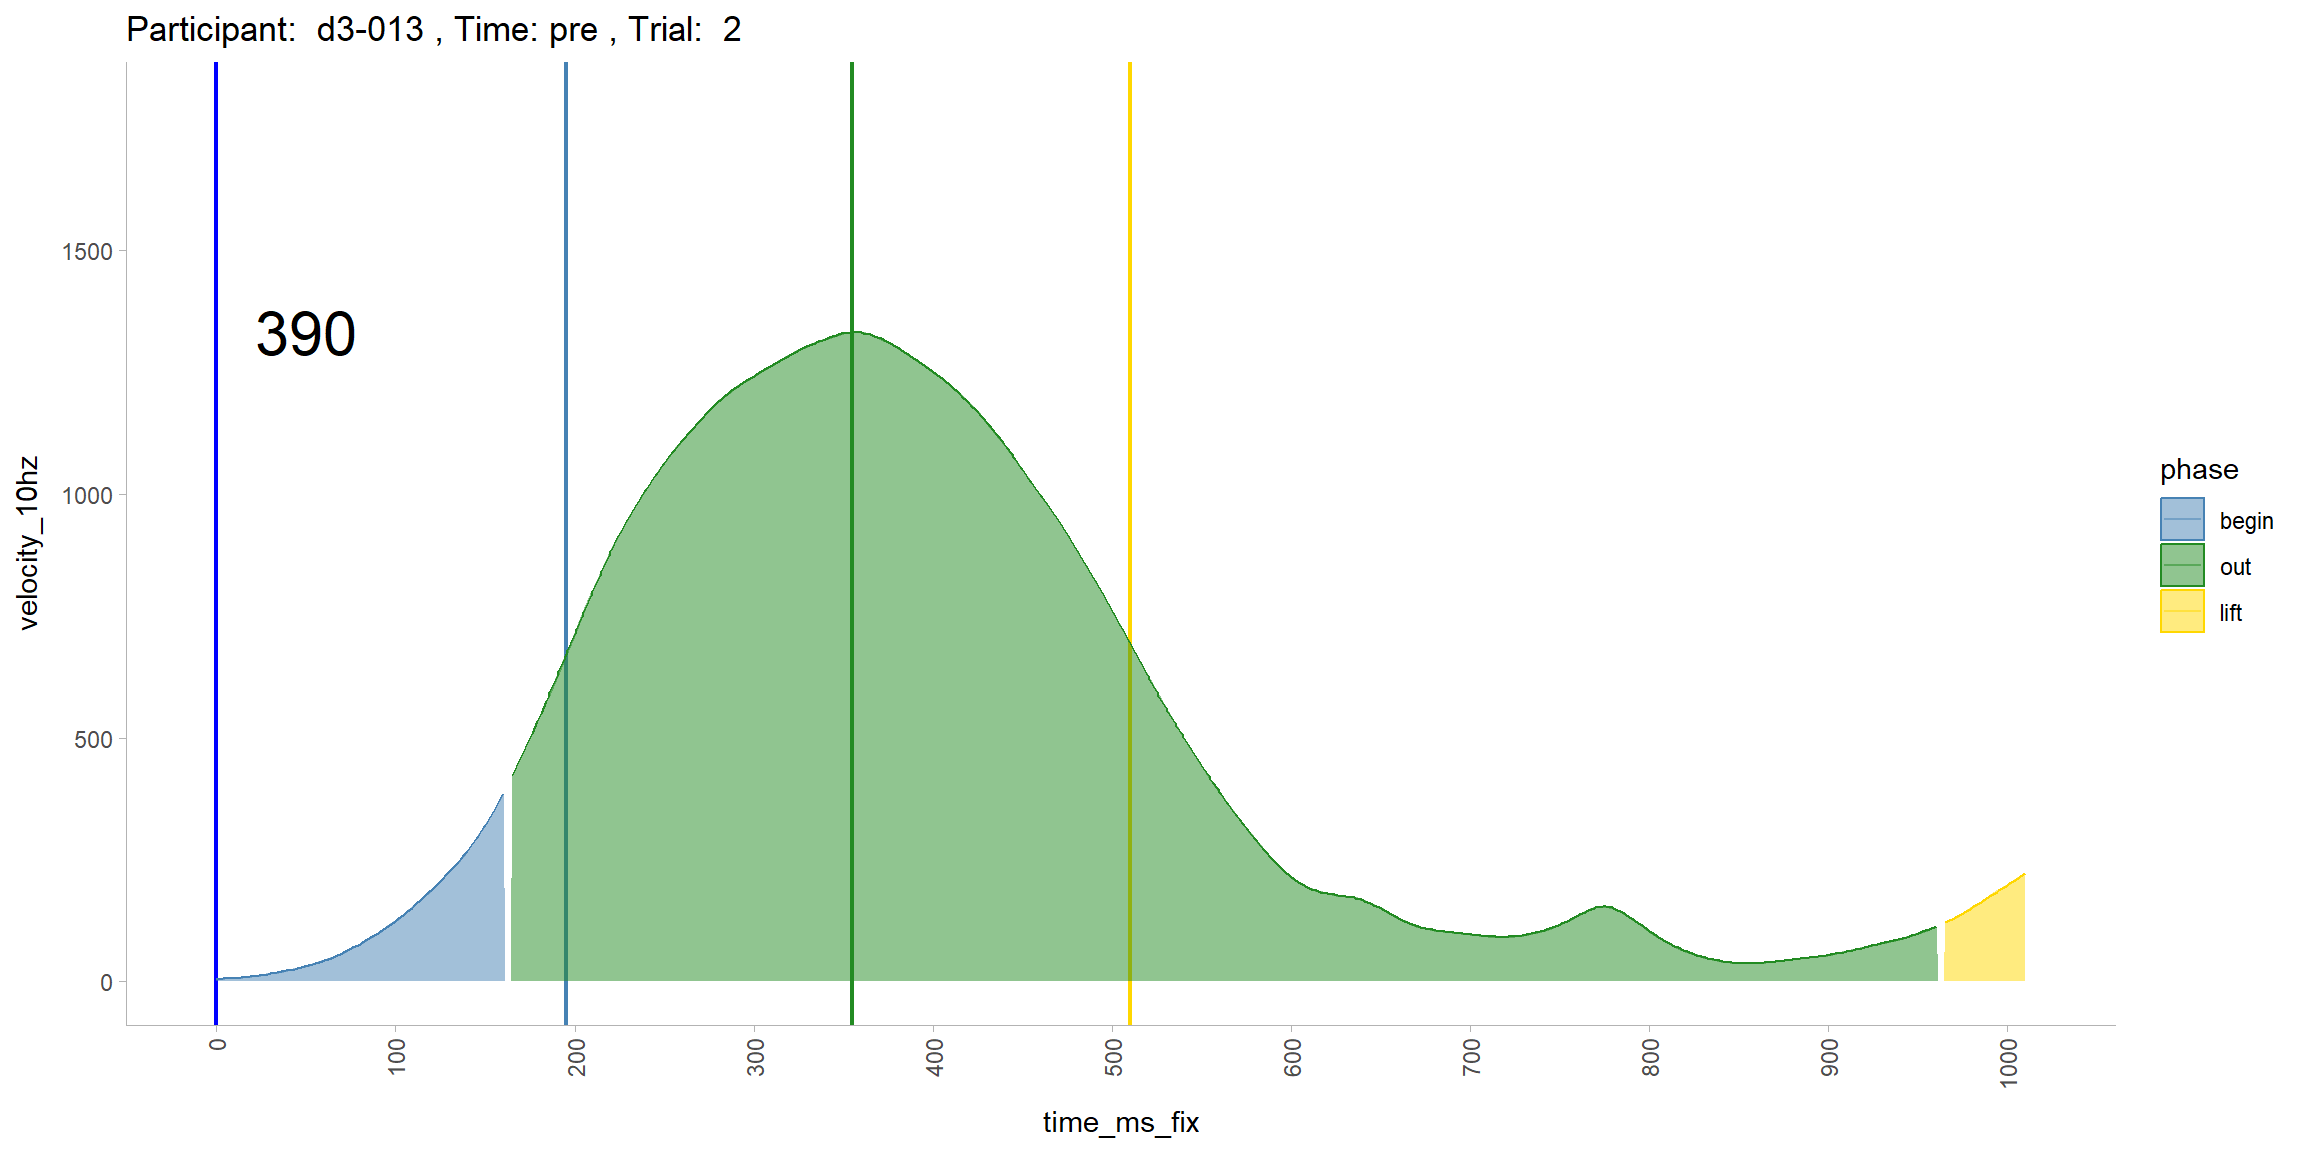 Participant:  d3-013 , Time: pre , Trial:  2
1500
1000
500
0
velocity_10hz
390
0
100
200
300
400
500
600
700
800
900
1000
time_ms_fix
phase
begin
out
lift